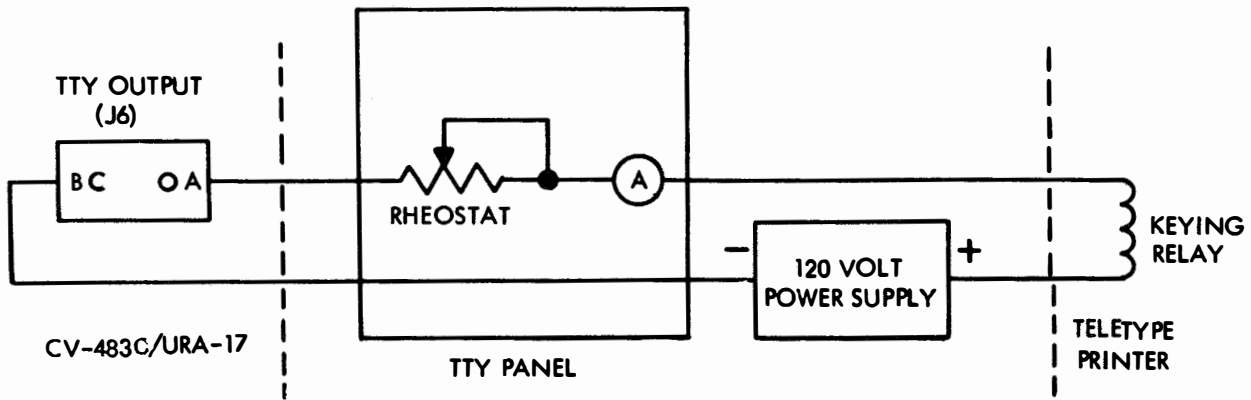 TTY OUTPUT
(J6)
BC OA
RHEOSTAT
A
− +
120 VOLT
POWER SUPPLY
KEYING
RELAY
CV-483C/URA-17
TTY PANEL
TELETYPE
PRINTER